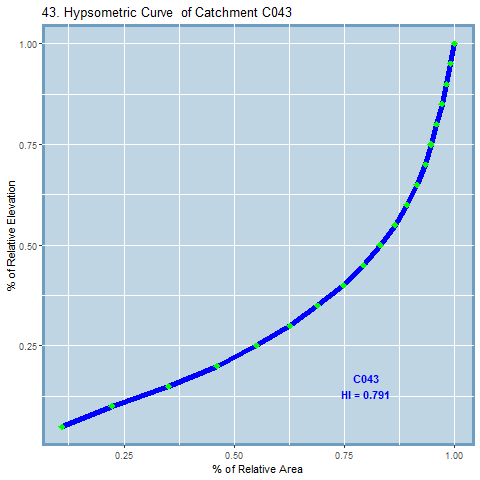 43. Hypsometric Curve  of Catchment C043
% of Relative Elevation
1.00
0.75
0.50
0.25
C043
HI = 0.791
0.25
0.50
0.75
1.00
% of Relative Area